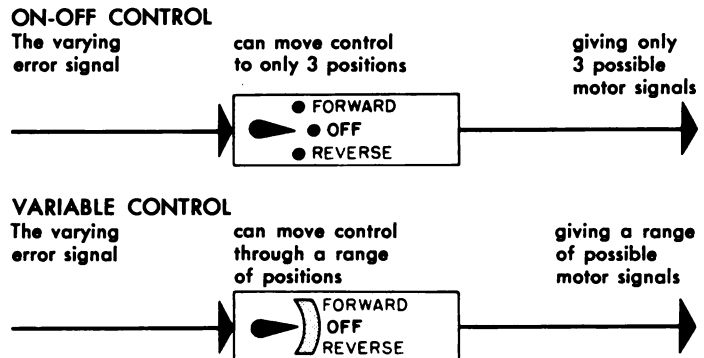 ON-OFF CONTROL
The varying
error signal
can move control
to only 3 positions
giving only
3 possible
motor signals
FORWARD
OFF
REVERSE
VARIABLE CONTROL
The varying
error signal
can move control
through a range
of positions
giving a range
of possible
motor signals
FORWARD
OFF
REVERSE